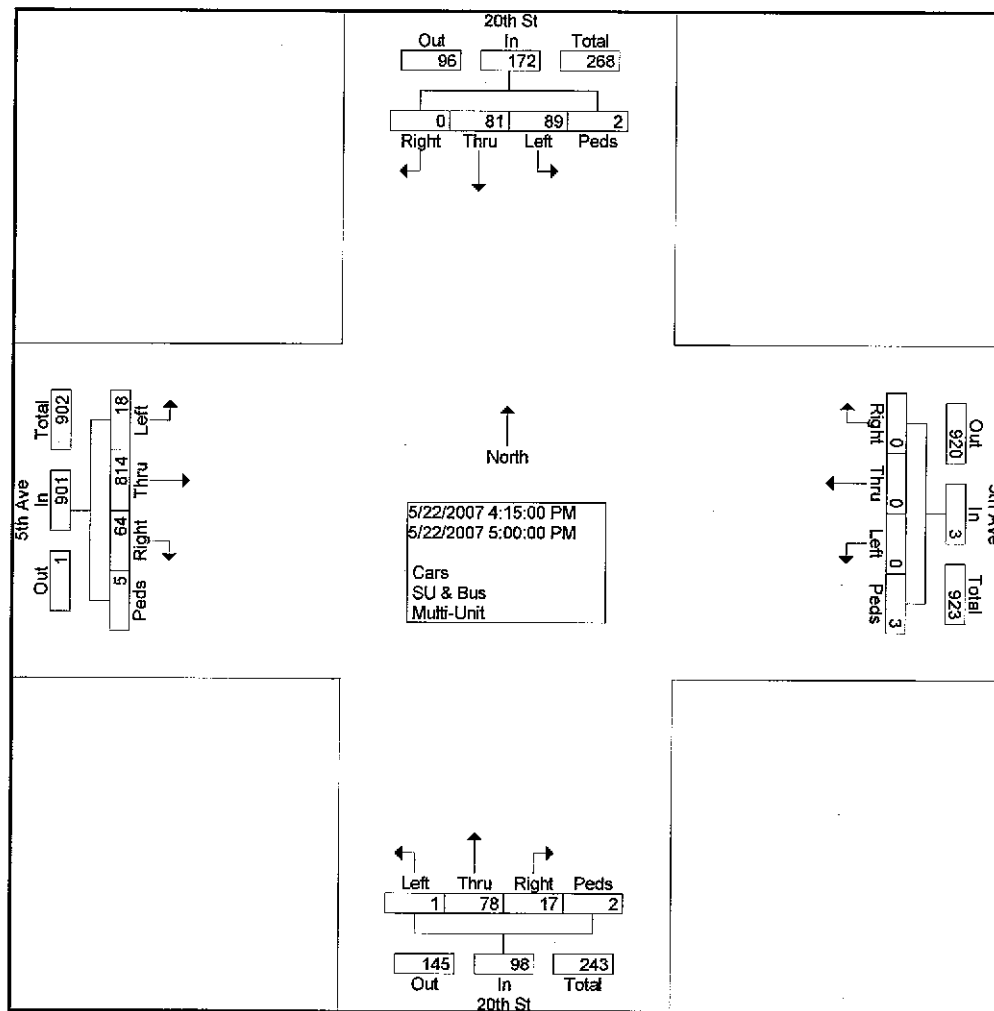 20th St
Out In Total
96 172 268
0 81 89 2
Right Thru Left Peds
5th Ave
Total In Out
902 901 1
18 814 64 5
Left Thru Right Peds
North
5/22/2007 4:15:00 PM
5/22/2007 5:00:00 PM
Cars
SU & Bus
Multi-Unit
Right Thru Left Peds
0 0 0 3
Out In Total
920 3 923
Ave
Left Thru Right Peds
1 78 17 2
145 98 243
Out In Total
20th St